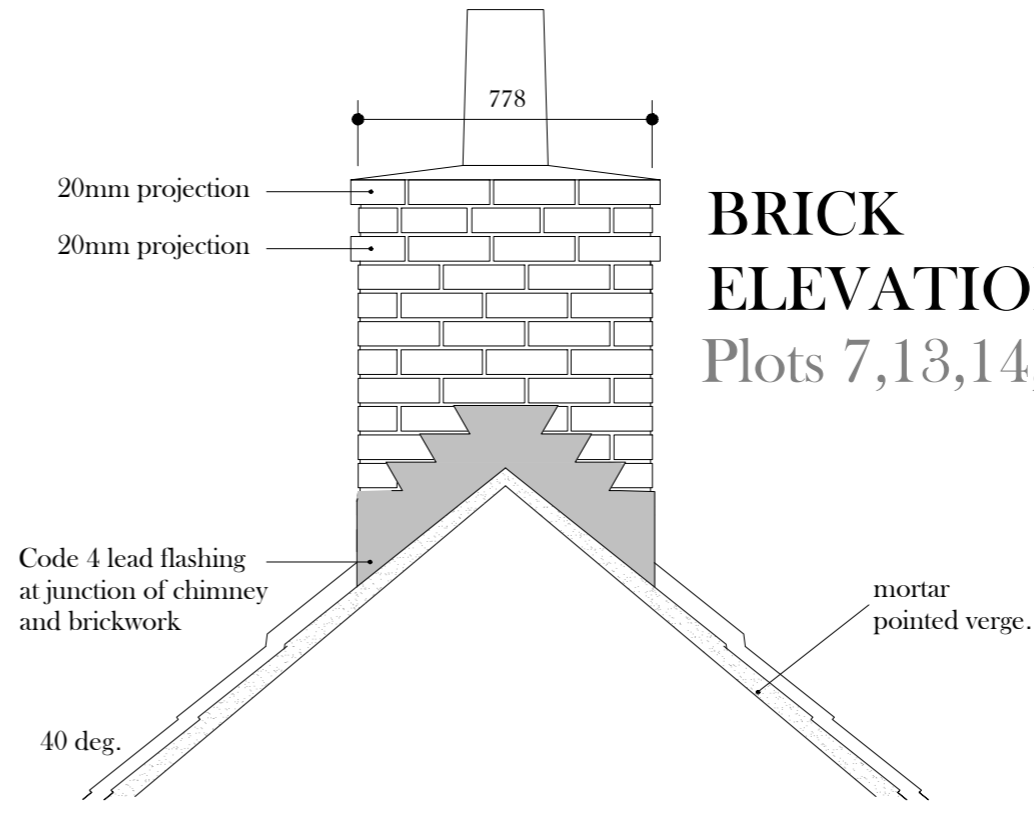 778
20mm projection
20mm projection
BRICK
ELEVATIO
Plots 7,13,14,
Code 4 lead flashing
at junction of chimney
and brickwork
mortar
pointed verge.
40 deg.